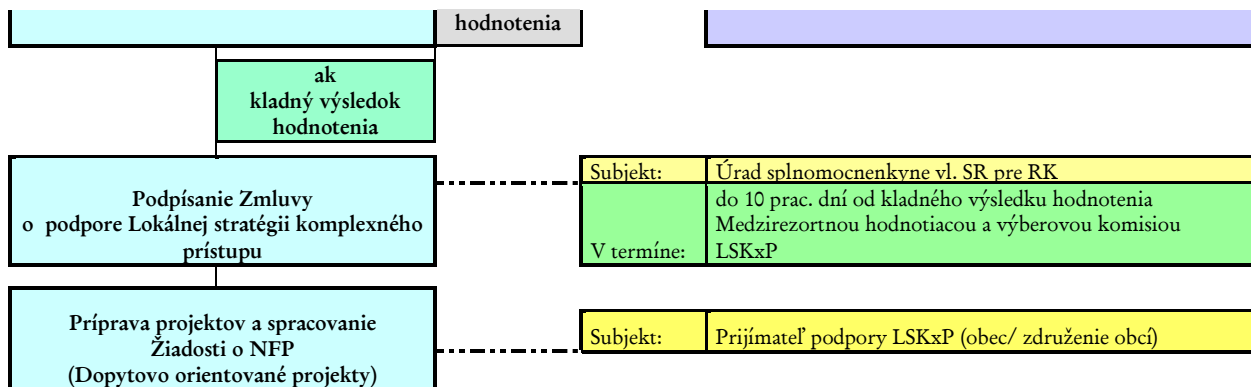 hodnotenia
ak
kladný výsledok
hodnotenia
Podpísanie Zmluvy
o podpore Lokálnej stratégii komplexného
prístupu
Subjekt:
Úrad splnomocnenkyne vl. SR pre RK
V termíne:
do 10 prac. dní od kladného výsledku hodnotenia
Medzirezortnou hodnotiacou a výberovou komisiou
LSKxP
Príprava projektov a spracovanie
Žiadosti o NFP
(Dopytovo orientované projekty)
Subjekt:
Prijímateľ podpory LSKxP (obec/ združenie obcí)